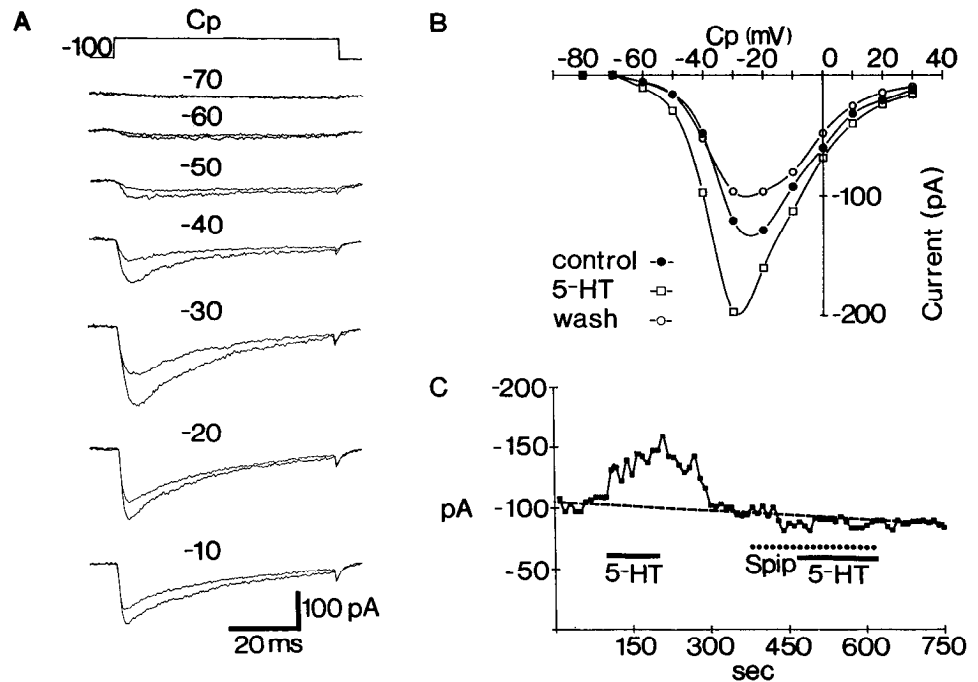 A
Cp
-100
-70
-60
-50
-40
-30
-20
-10
100 pA
20 ms
B
Cp (mV)
-80 -60 -40 -20 0 20 40
-100
-200
Current (pA)
control
5-HT
wash
C
-200
-150
-100
-50
pA
5-HT
Spip 5-HT
150 300 450 600 750
sec